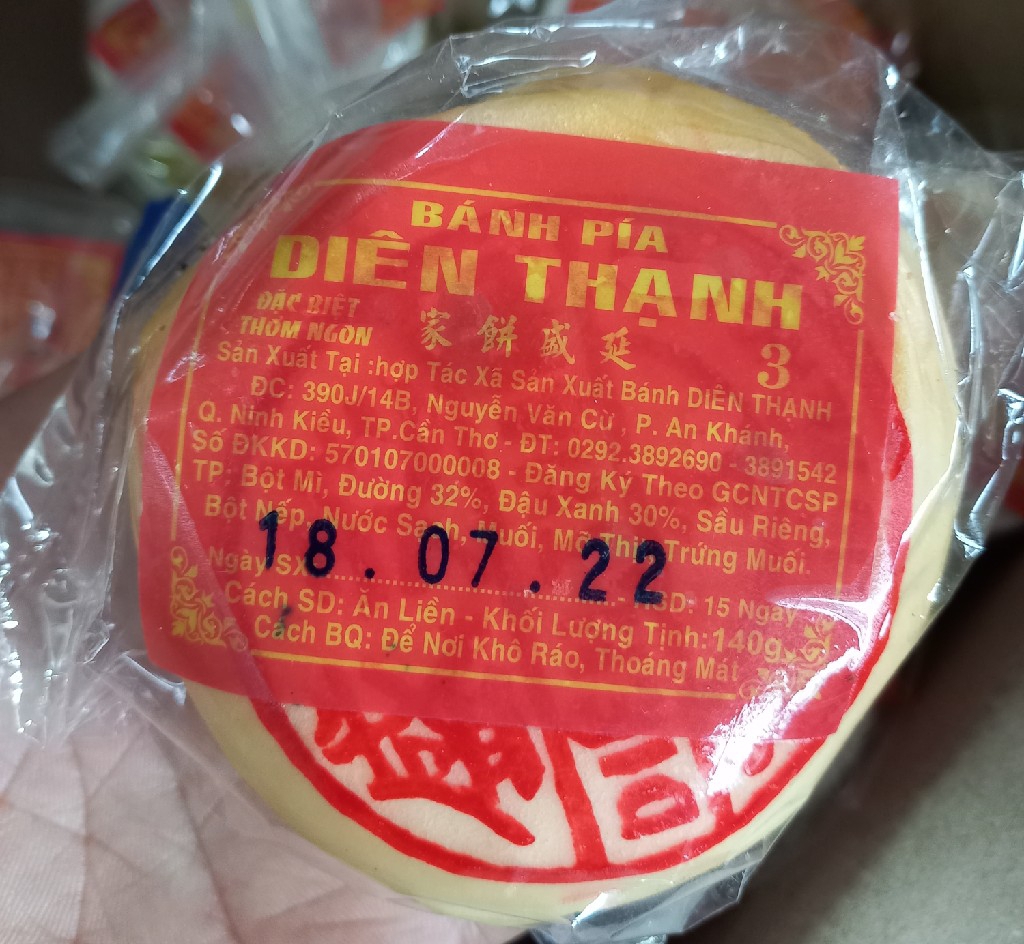 BÁNH PÍA
DIÊN THẠNH
ĐẶC BIỆT
THƠM NGON
家餅盛延
3
Sản Xuất Tại :hợp Tác Xã Sản Xuất Bánh DIÊN THẠNH
ĐC: 390J/14B, Nguyễn Văn Cừ , P. An Khánh,
Q. Ninh Kiều, TP.Cần Thơ - ĐT: 0292.3892690 - 3891542
Số ĐKKD: 570107000008 - Đăng Ký Theo GCNTCSP
TP: Bột Mì, Đường 32%, Đậu Xanh 30%, Sầu Riêng,
Bột Nếp, Nước Sạch, Muối, Mỡ Thịt, Trứng Muối.
18.07.22
Ngày SX SD: 15 Ngày
Cách SD: Ăn Liền - Khối Lượng Tịnh: 140g
Cách BQ: Để Nơi Khô Ráo, Thoáng Mát